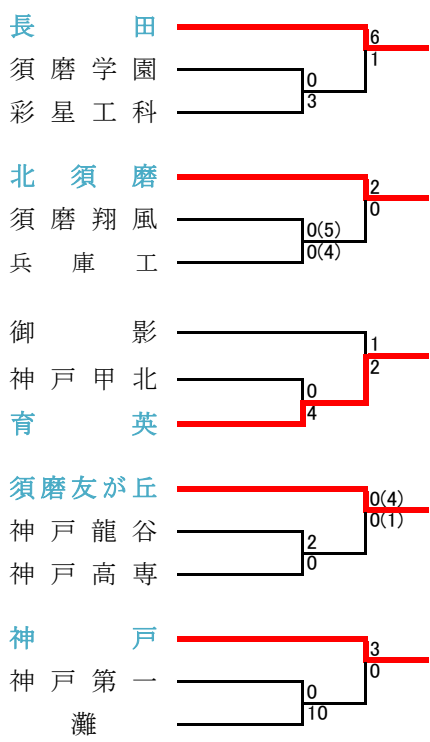 長田
6
1
須磨学園
0
3
彩星工科
北須磨
2
0
須磨翔風
0(5)
0(4)
兵庫工
御影
1
2
神戸甲北
0
4
育英
須磨友が丘
0(4)
0(1)
神戸龍谷
2
0
神戸高専
神戸
3
0
神戸第一
0
10
灘